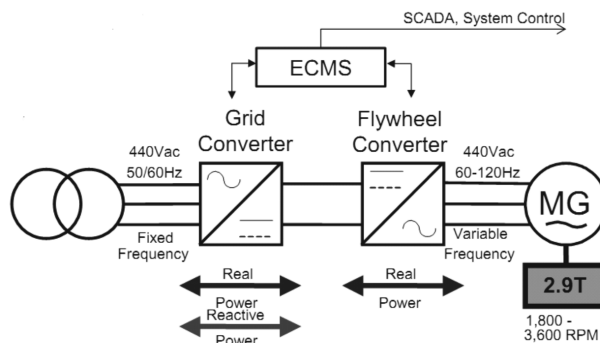 SCADA, System Control
ECMS
Grid
Converter
Flywheel
Converter
440Vac
50/60Hz
440Vac
60-120Hz
MG
Fixed
Frequency
Variable
Frequency
Real
Power
Reactive
Power
Real
Power
2.9T
1,800 -
3,600 RPM